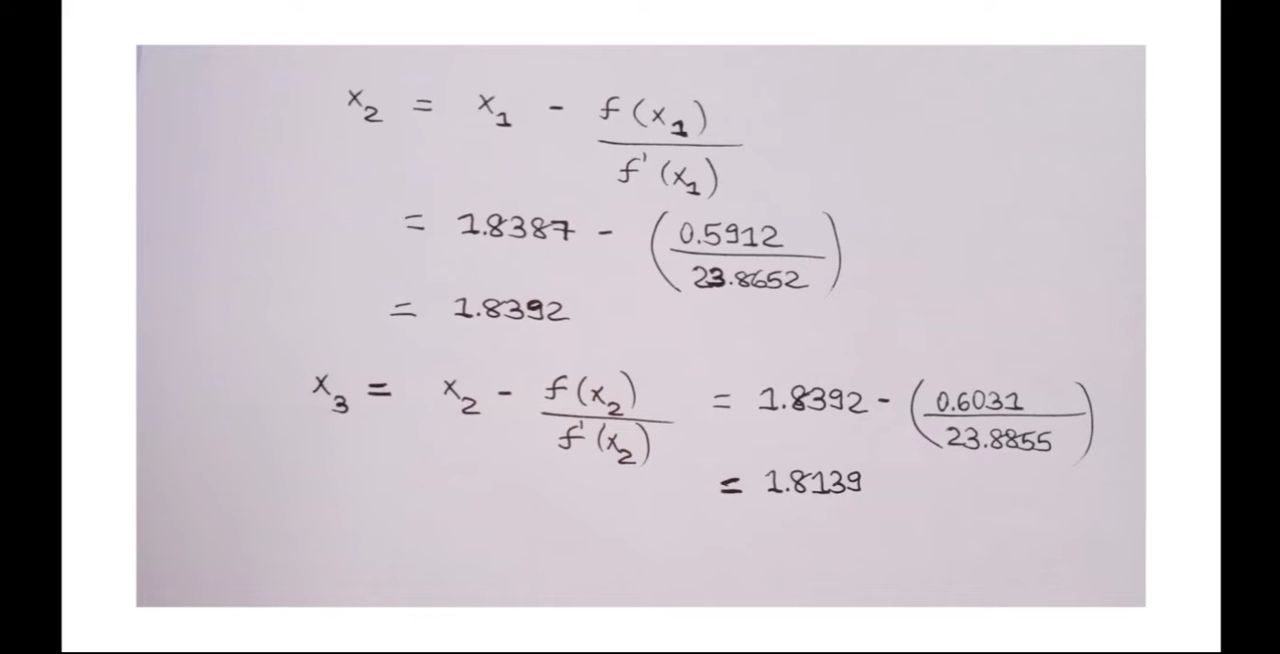 x₂ = x₁ - f(x₁) / f'(x₁)
= 1.8387 - (0.5912 / 23.8652)
= 1.8392
x₃ = x₂ - f(x₂) / f'(x₂) = 1.8392 - (0.6031 / 23.8855)
= 1.8139